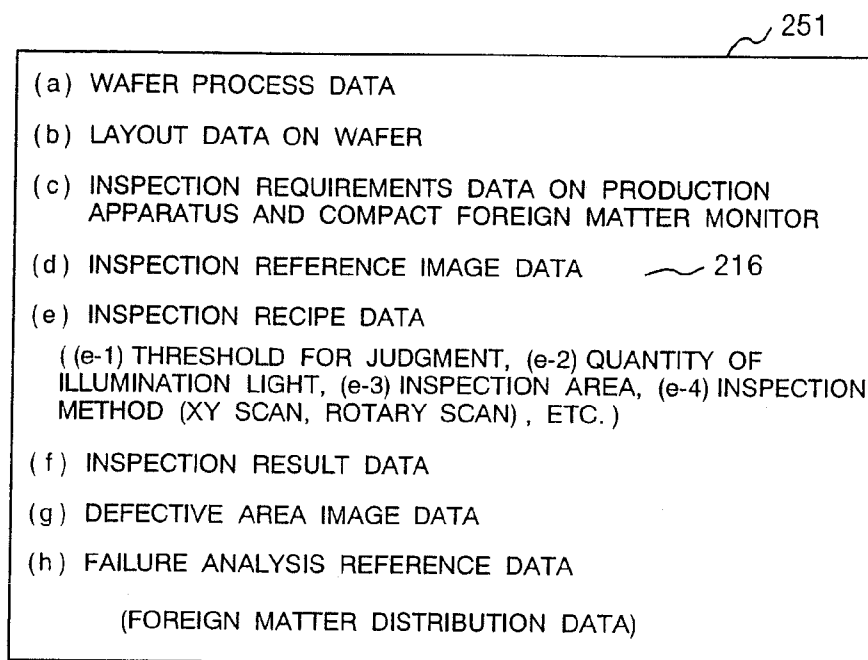 251
(a) WAFER PROCESS DATA
(b) LAYOUT DATA ON WAFER
(c) INSPECTION REQUIREMENTS DATA ON PRODUCTION
APPARATUS AND COMPACT FOREIGN MATTER MONITOR
(d) INSPECTION REFERENCE IMAGE DATA 216
(e) INSPECTION RECIPE DATA
((e-1) THRESHOLD FOR JUDGMENT, (e-2) QUANTITY OF
ILLUMINATION LIGHT, (e-3) INSPECTION AREA, (e-4) INSPECTION
METHOD (XY SCAN, ROTARY SCAN), ETC.)
(f) INSPECTION RESULT DATA
(g) DEFECTIVE AREA IMAGE DATA
(h) FAILURE ANALYSIS REFERENCE DATA
(FOREIGN MATTER DISTRIBUTION DATA)